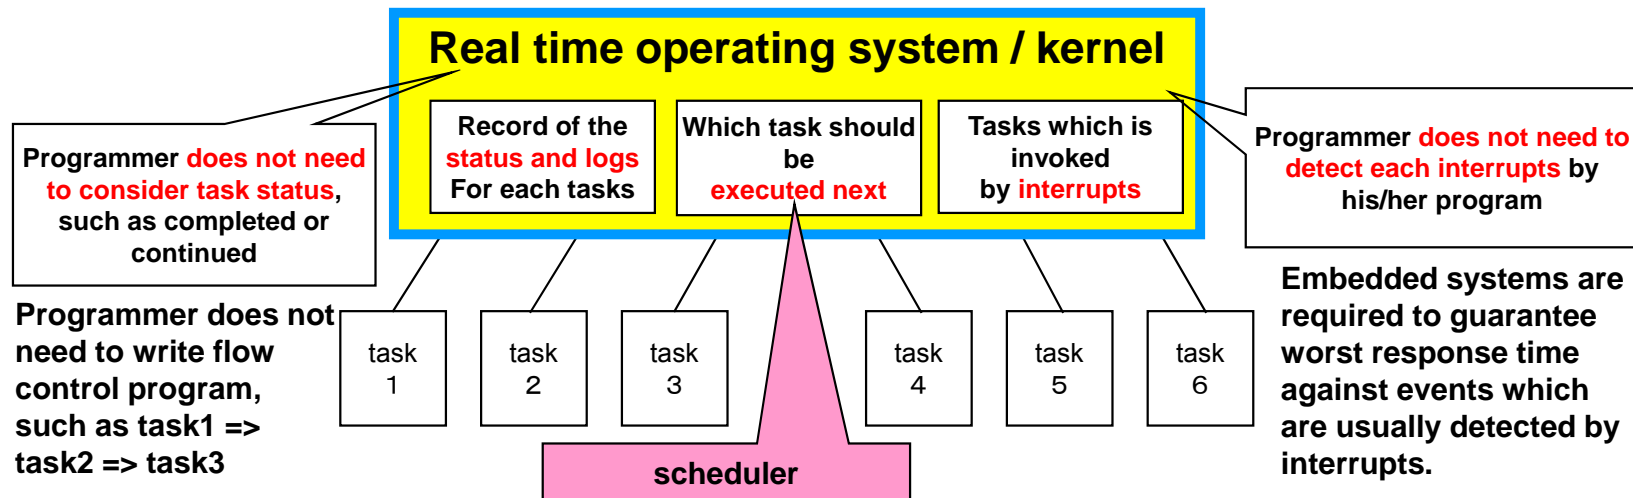 Real time operating system / kernel
Programmer does not need
to consider task status,
such as completed or
continued
Record of the
status and logs
For each tasks
Which task should
be
executed next
Tasks which is
invoked
by interrupts
Programmer does not need to
detect each interrupts by
his/her program
Programmer does not
need to write flow
control program,
such as task1 =>
task2 => task3
task
1
task
2
task
3
task
4
task
5
task
6
Embedded systems are
required to guarantee
worst response time
against events which
are usually detected by
interrupts.
scheduler